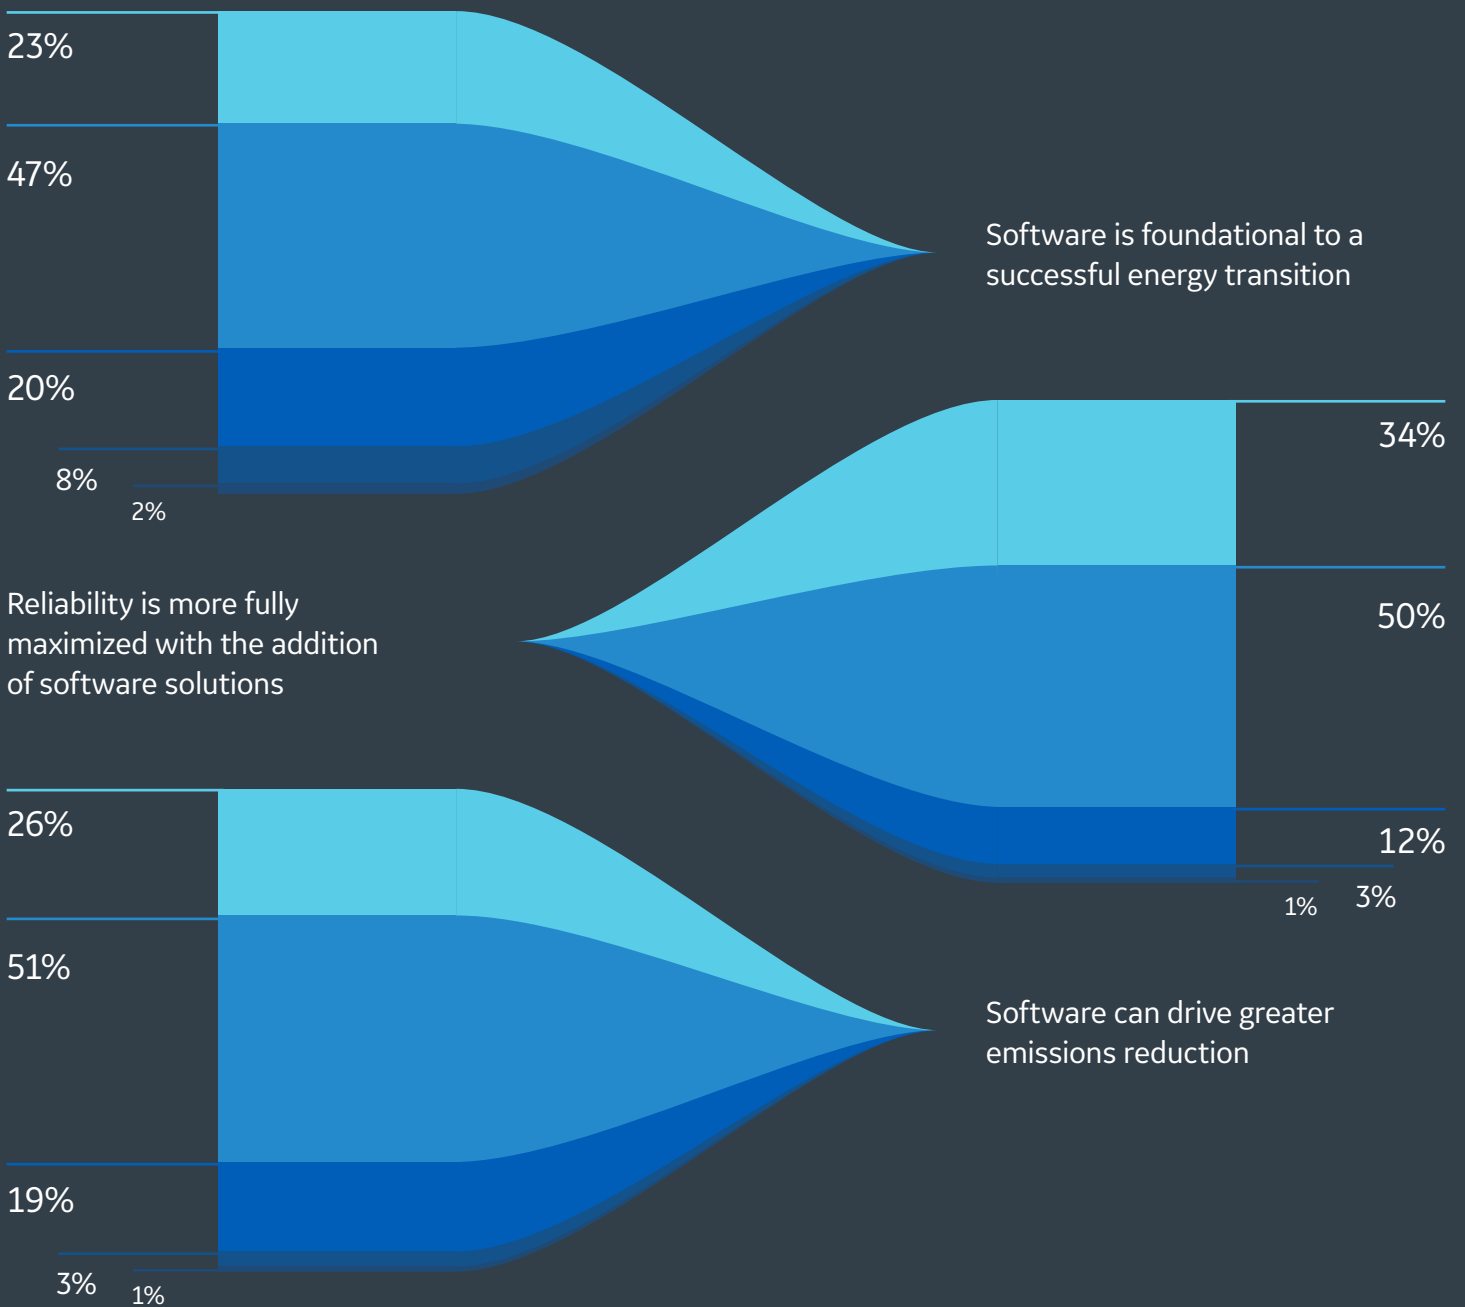 23%
47%
20%
8%
2%
Software is foundational to a
successful energy transition
Reliability is more fully
maximized with the addition
of software solutions
34%
50%
12%
3%
1%
26%
51%
19%
3%
1%
Software can drive greater
emissions reduction